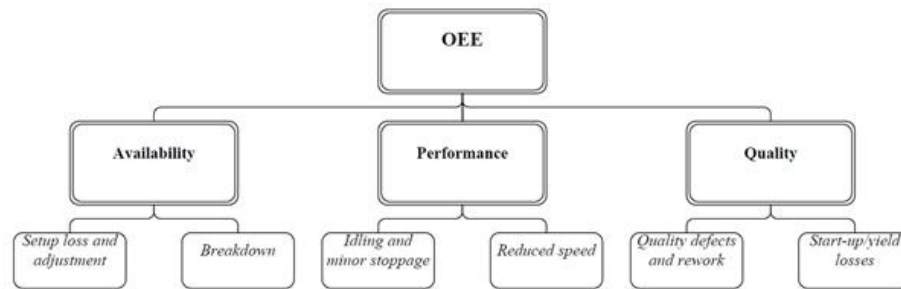 OEE
Availability
Performance
Quality
Setup loss and
adjustment
Breakdown
Idling and
minor stoppage
Reduced speed
Quality defects
and rework
Start-up/yield
losses